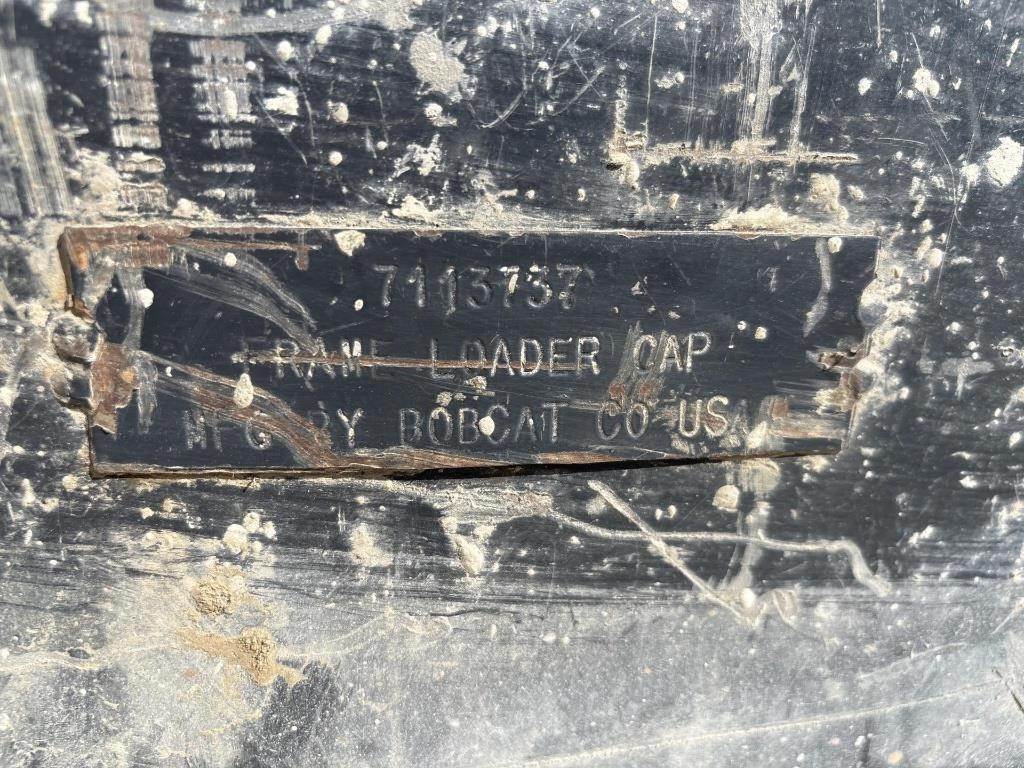 7113737
FRAME LOADER CAP
MFG BY BOBCAT CO USA